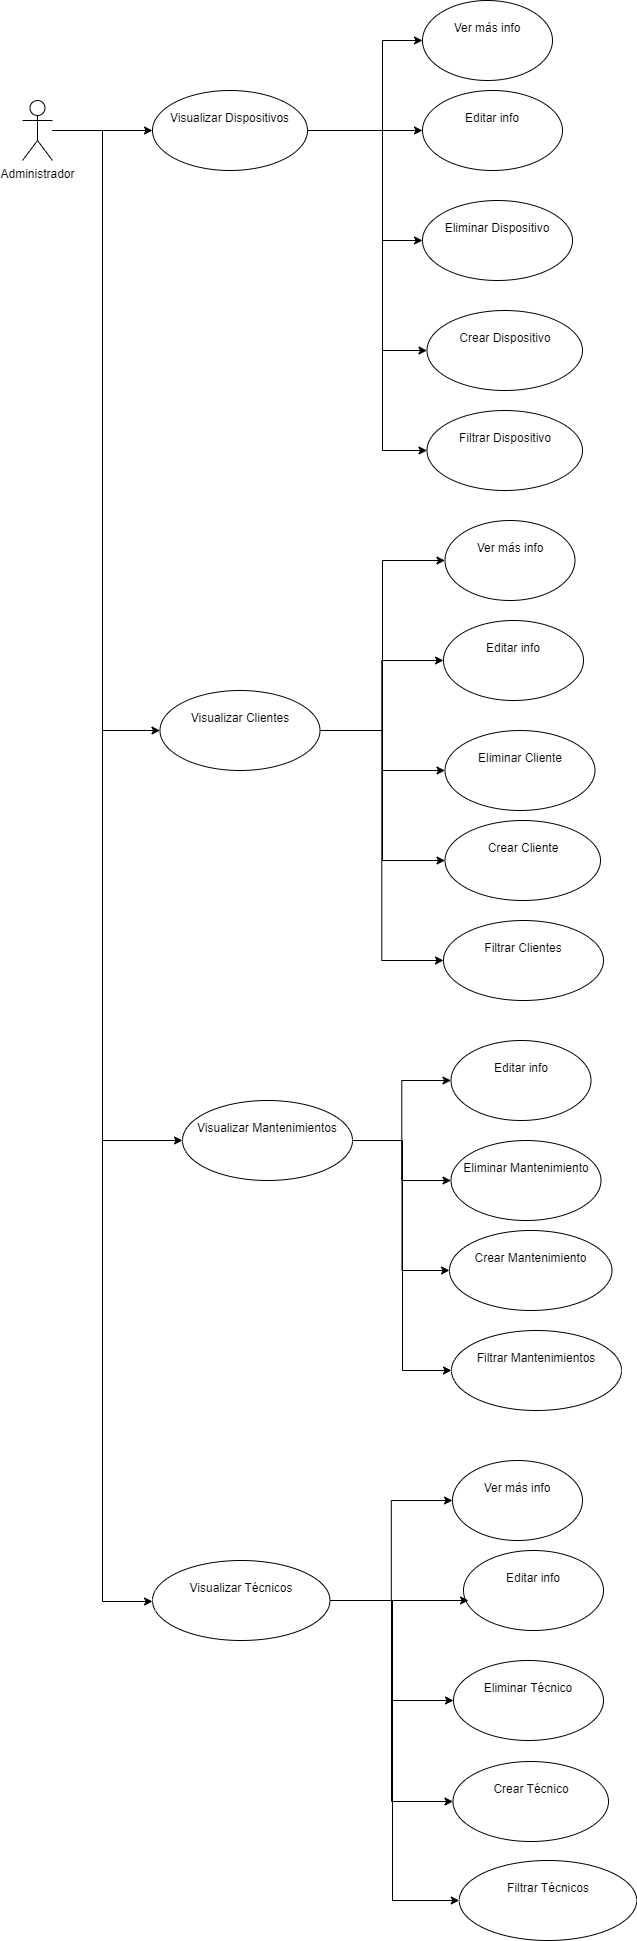 Ver más info
Visualizar Dispositivos
Editar info
Administrador
Eliminar Dispositivo
Crear Dispositivo
Filtrar Dispositivo
Ver más info
Editar info
Visualizar Clientes
Eliminar Cliente
Crear Cliente
Filtrar Clientes
Editar info
Visualizar Mantenimientos
Eliminar Mantenimiento
Crear Mantenimiento
Filtrar Mantenimientos
Ver más info
Editar info
Visualizar Técnicos
Eliminar Técnico
Crear Técnico
Filtrar Técnicos